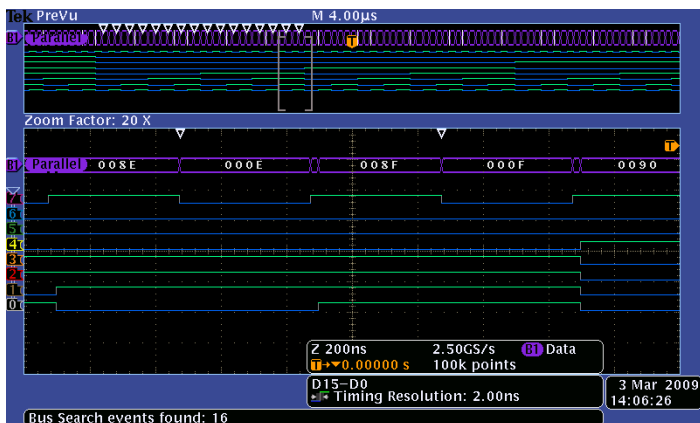 Tek PreVu M 4.00µs
B1 Parallel
Zoom Factor: 20 X
B1 Parallel 008E 000E 008F 000F 0090
7
6
5
4
3
2
1
0
Z 200ns 2.50GS/s B1 Data
T→▼0.00000 s 100k points
D15-D0
Timing Resolution: 2.00ns
3 Mar 2009
14:06:26
Bus Search events found: 16